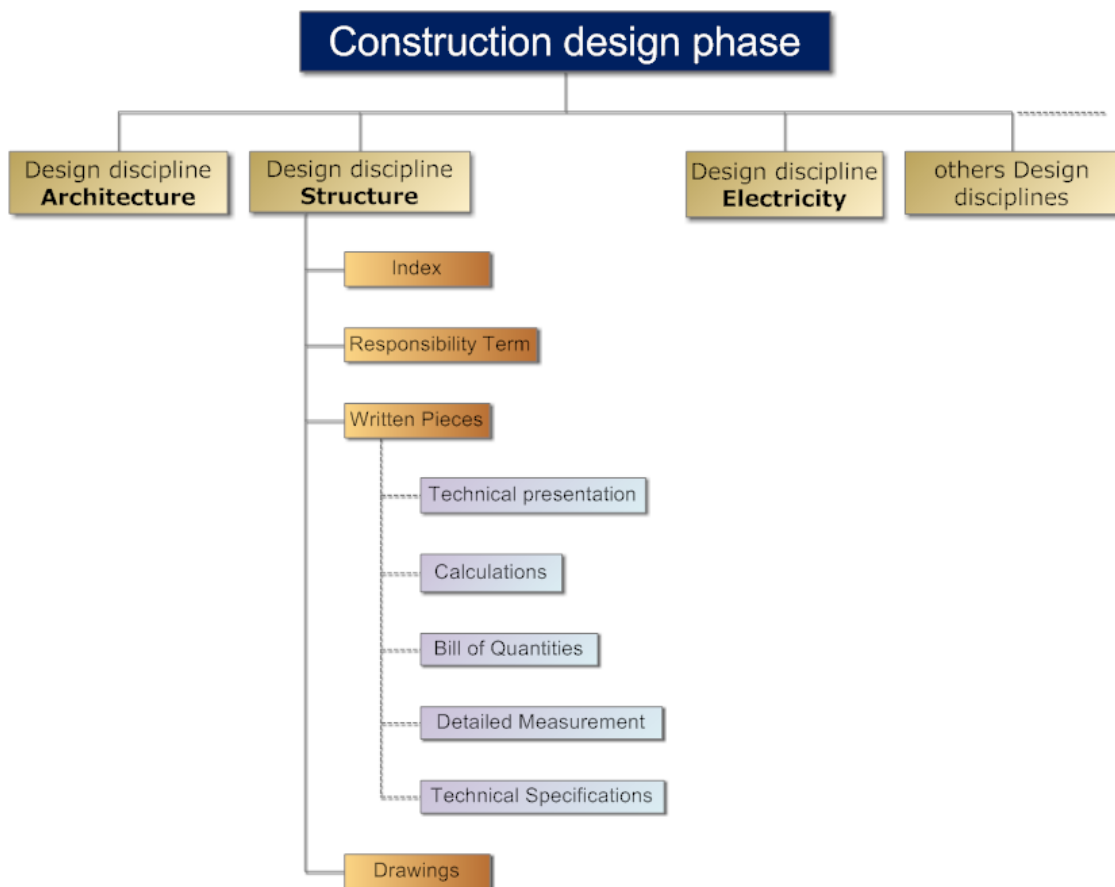 Construction design phase
Design discipline
Architecture
Design discipline
Structure
Design discipline
Electricity
others Design
disciplines
Index
Responsibility Term
Written Pieces
Technical presentation
Calculations
Bill of Quantities
Detailed Measurement
Technical Specifications
Drawings